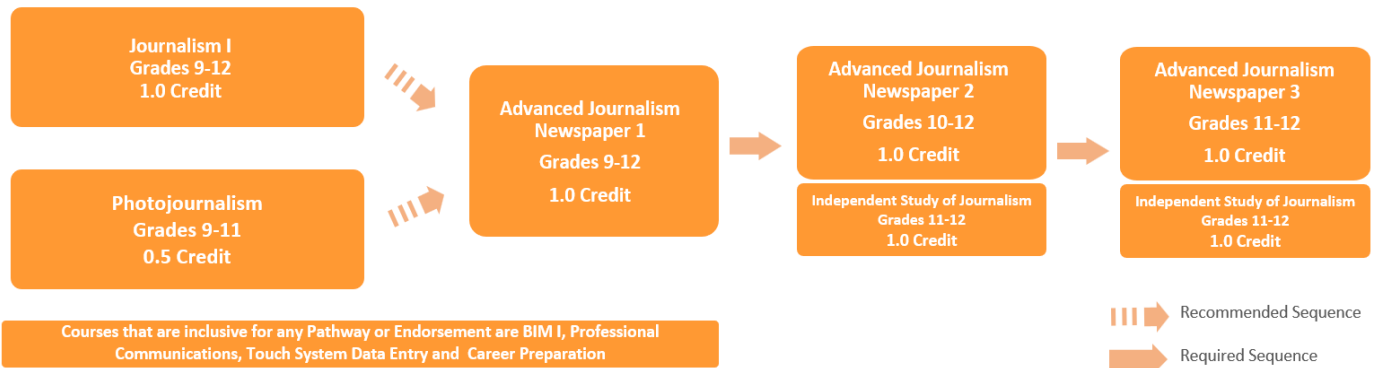 Journalism I
Grades 9-12
1.0 Credit
Photojournalism
Grades 9-11
0.5 Credit
Advanced Journalism
Newspaper 1
Grades 9-12
1.0 Credit
Advanced Journalism
Newspaper 2
Grades 10-12
1.0 Credit
Independent Study of Journalism
Grades 11-12
1.0 Credit
Advanced Journalism
Newspaper 3
Grades 11-12
1.0 Credit
Independent Study of Journalism
Grades 11-12
1.0 Credit
Courses that are inclusive for any Pathway or Endorsement are BIM I, Professional
Communications, Touch System Data Entry and Career Preparation
Recommended Sequence
Required Sequence